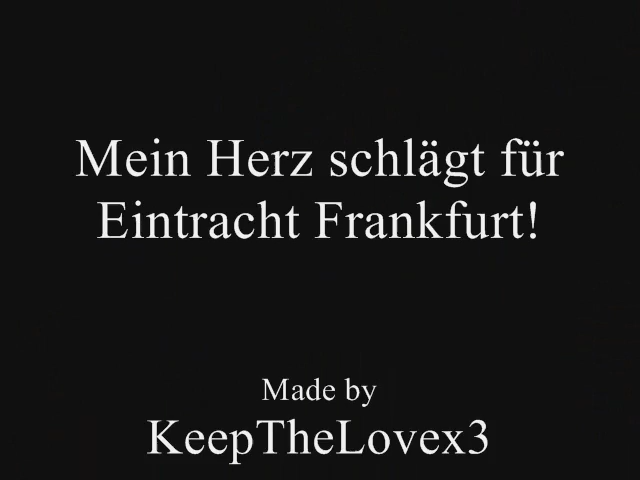 Mein Herz schlägt für
Eintracht Frankfurt!
Made by
KeepTheLovex3